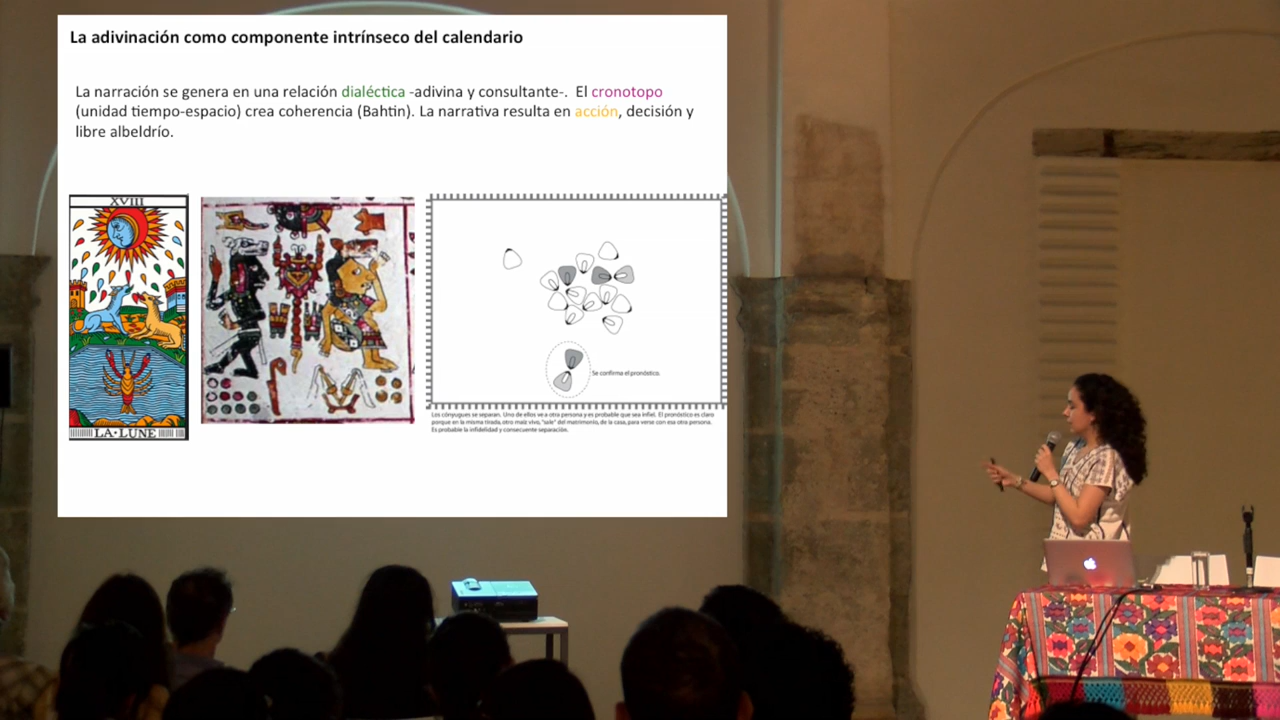 La adivinación como componente intrínseco del calendario
La narración se genera en una relación dialéctica -adivina y consultante-. El cronotopo
(unidad tiempo-espacio) crea coherencia (Bahtin). La narrativa resulta en acción, decisión y
libre albeldrío.
XVIII
LA·LUNE
Se confirma el pronóstico.
Los cónyugues se separan. Uno de ellos ve a otra persona y es probable que sea infiel. El pronóstico es claro
porque en la misma tirada, otro maíz vivo, "sale" del matrimonio, de la casa, para verse con esa otra persona.
Es probable la infidelidad y consecuente separación.